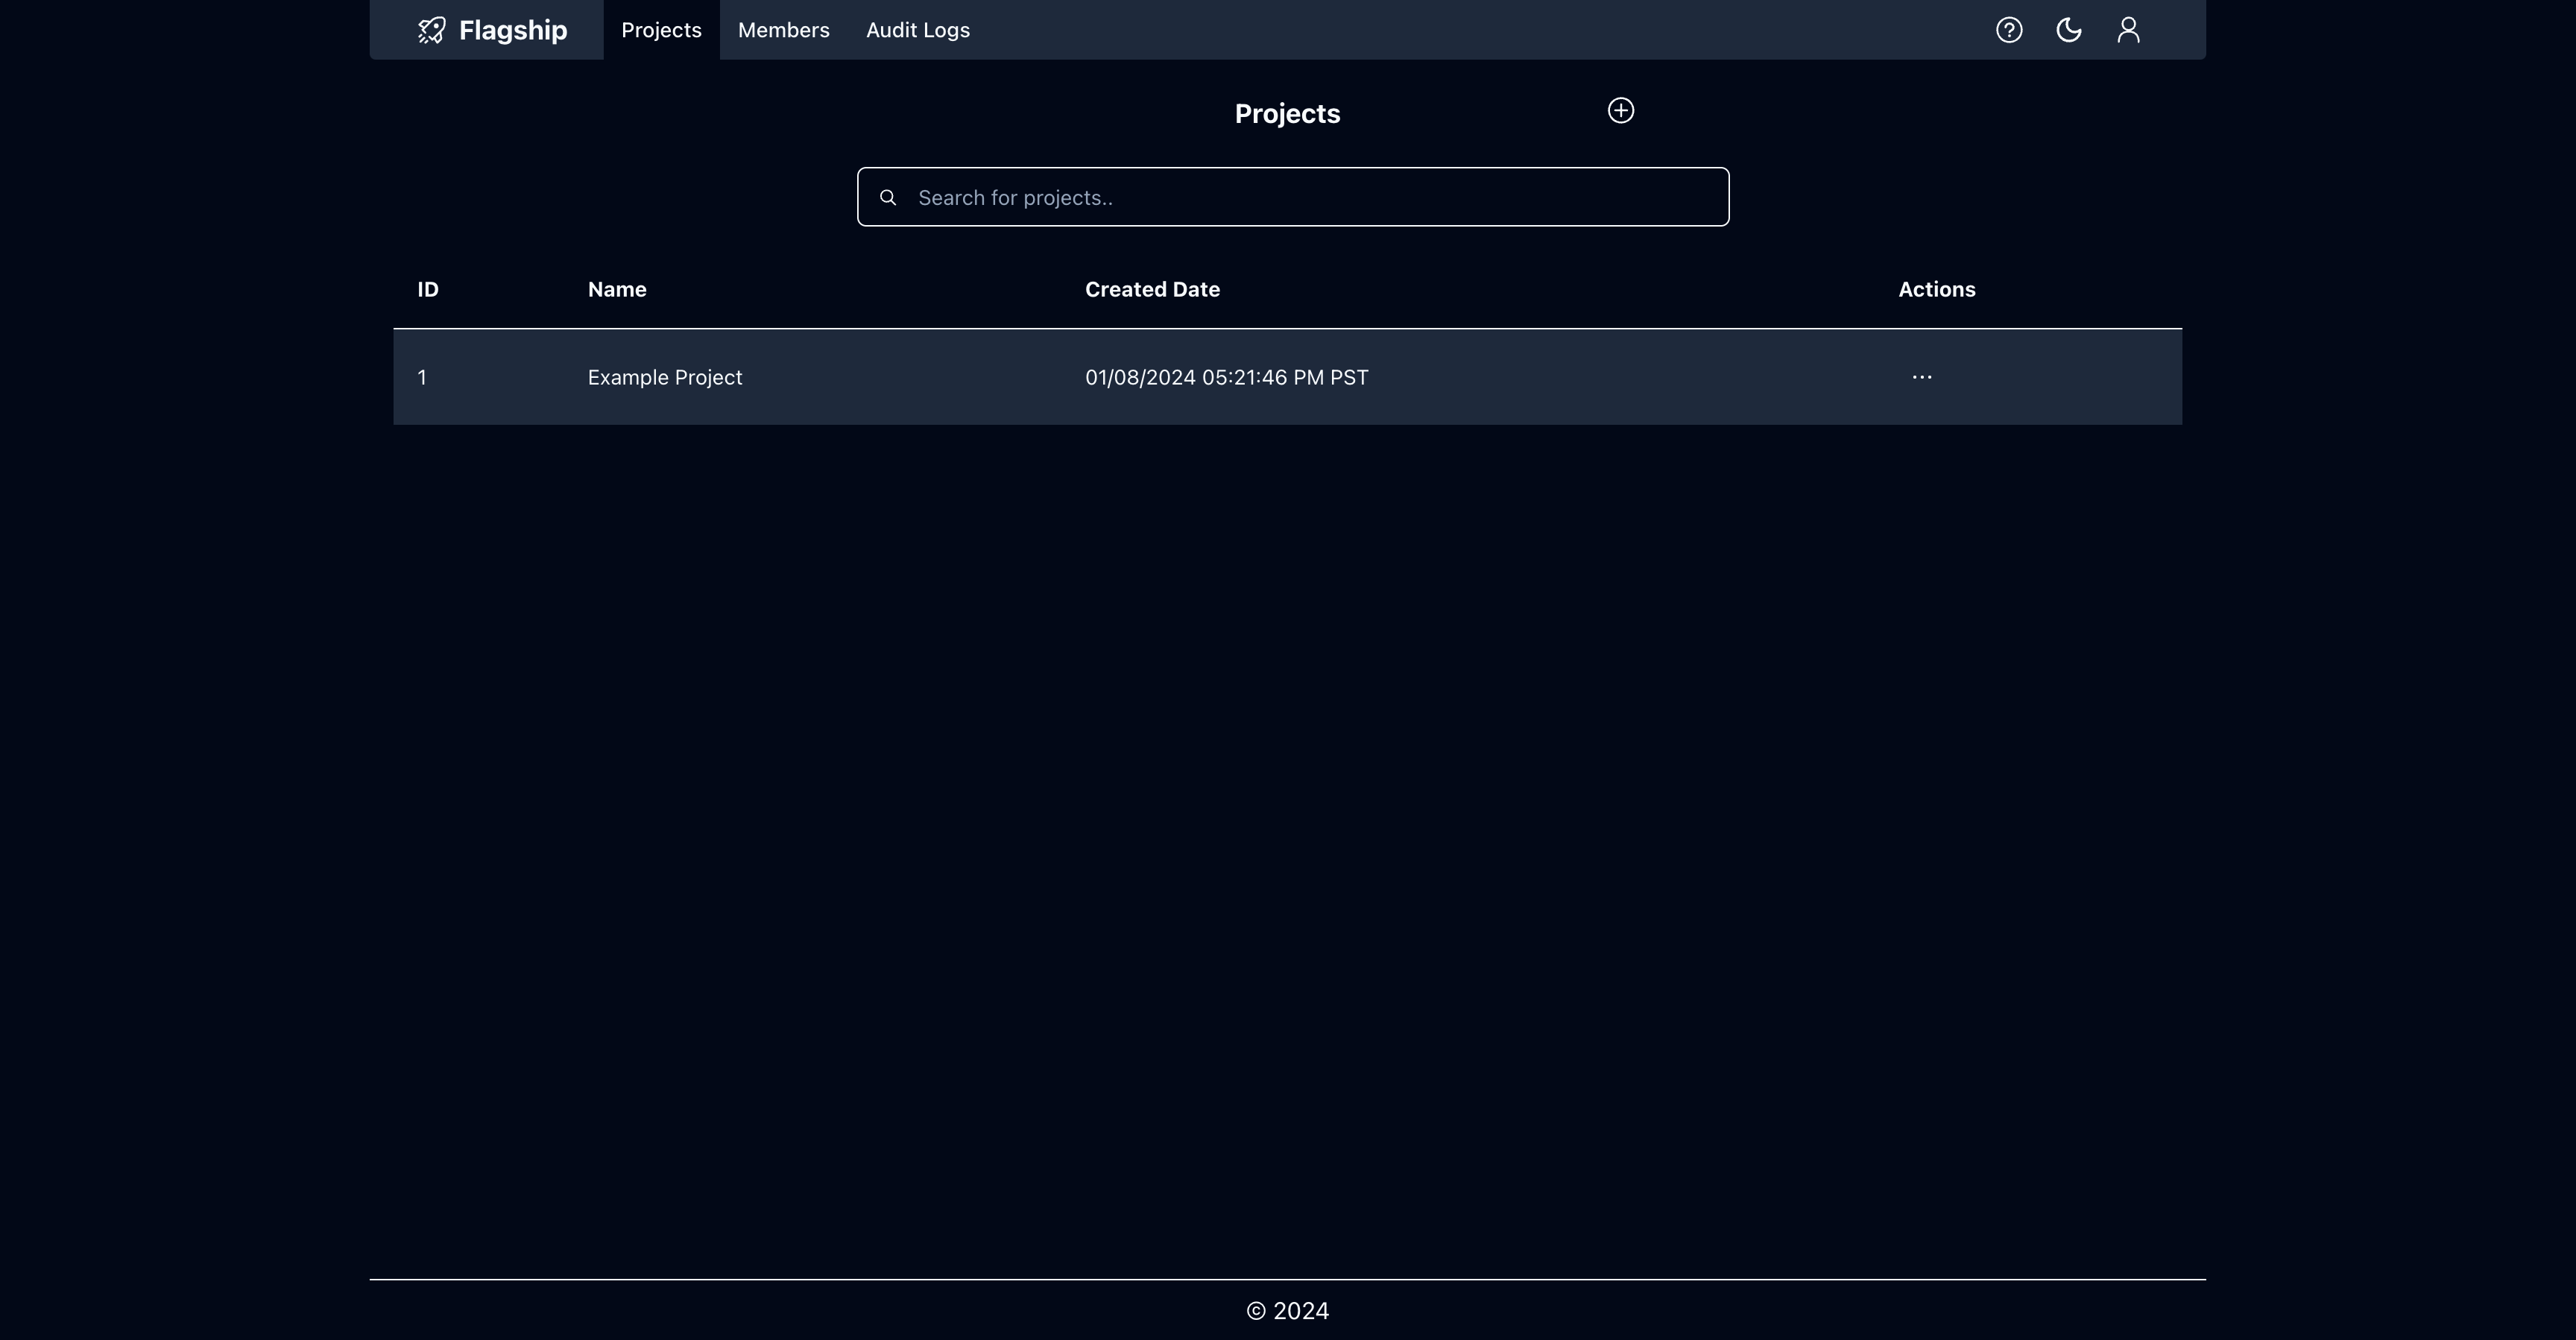 Flagship Projects Members Audit Logs
Projects
Search for projects..
ID Name Created Date Actions
1 Example Project 01/08/2024 05:21:46 PM PST ...
© 2024